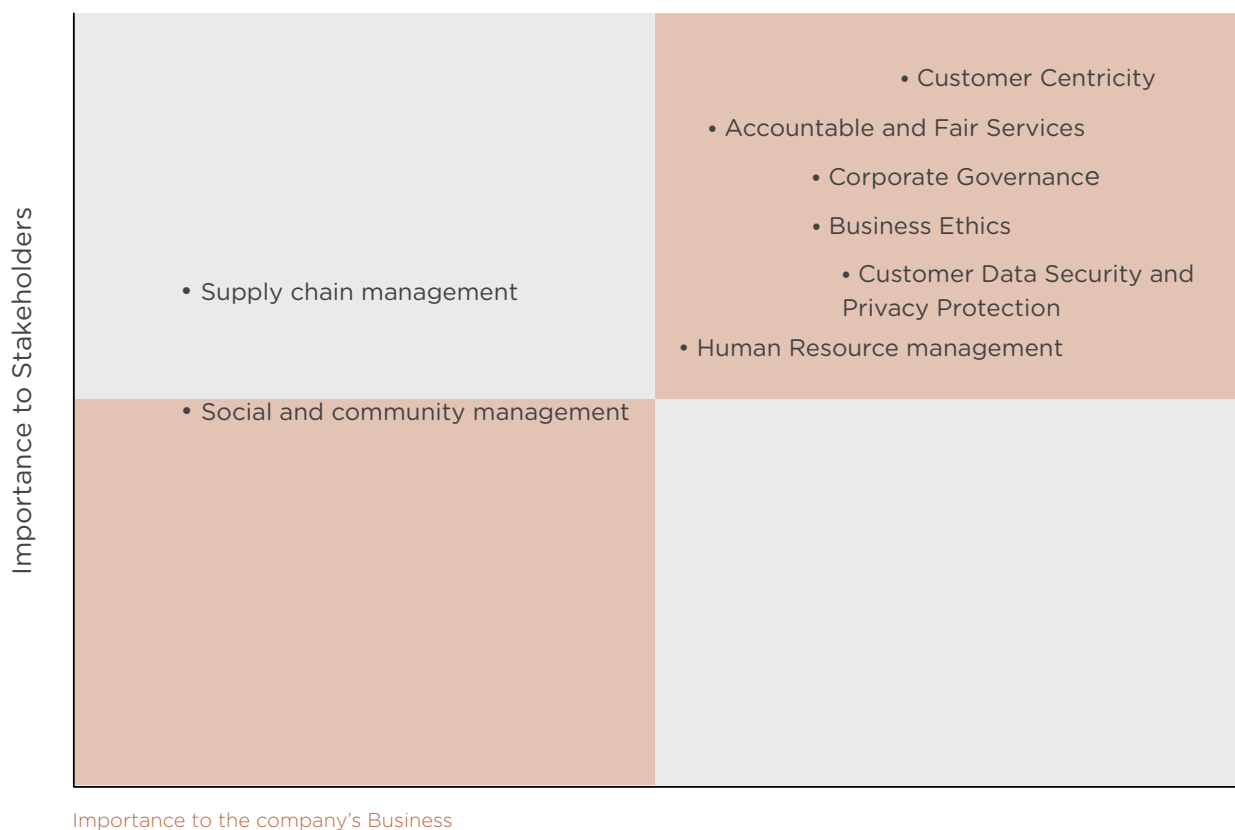 Importance to Stakeholders
• Customer Centricity
• Accountable and Fair Services
• Corporate Governance
• Business Ethics
• Customer Data Security and
Privacy Protection
• Supply chain management
• Human Resource management
• Social and community management
Importance to the company’s Business